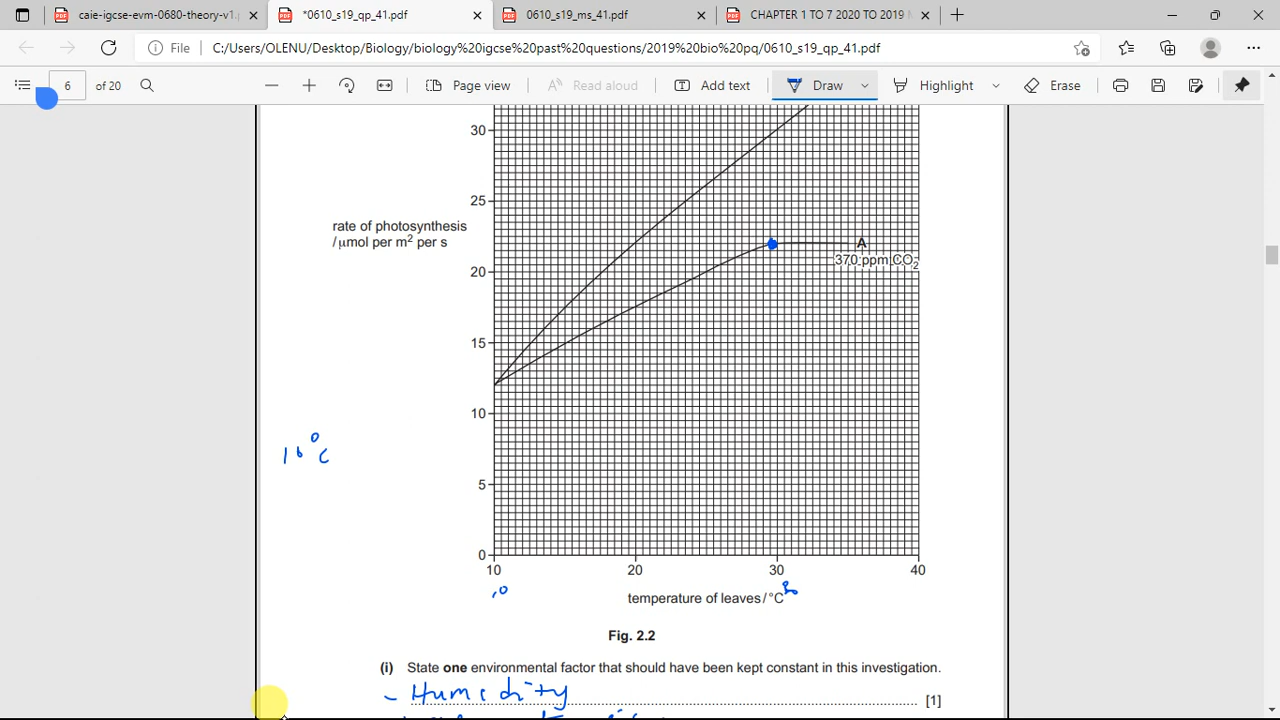 caie-igcse-evm-0680-theory-v1.p
*0610_s19_qp_41.pdf
0610_s19_ms_41.pdf
CHAPTER 1 TO 7 2020 TO 2019 M
File
C:/Users/OLENU/Desktop/Biology/biology%20igcse%20past%20questions/2019%20bio%20pq/0610_s19_qp_41.pdf
6 of 20
Page view
Read aloud
Add text
Draw
Highlight
Erase
30
25
rate of photosynthesis
/µmol per m2 per s
A
370 ppm CO2
20
15
10
10°C
5
0
10 20 30 40
10 30
temperature of leaves/°C
Fig. 2.2
(i) State one environmental factor that should have been kept constant in this investigation.
- Humidity
[1]